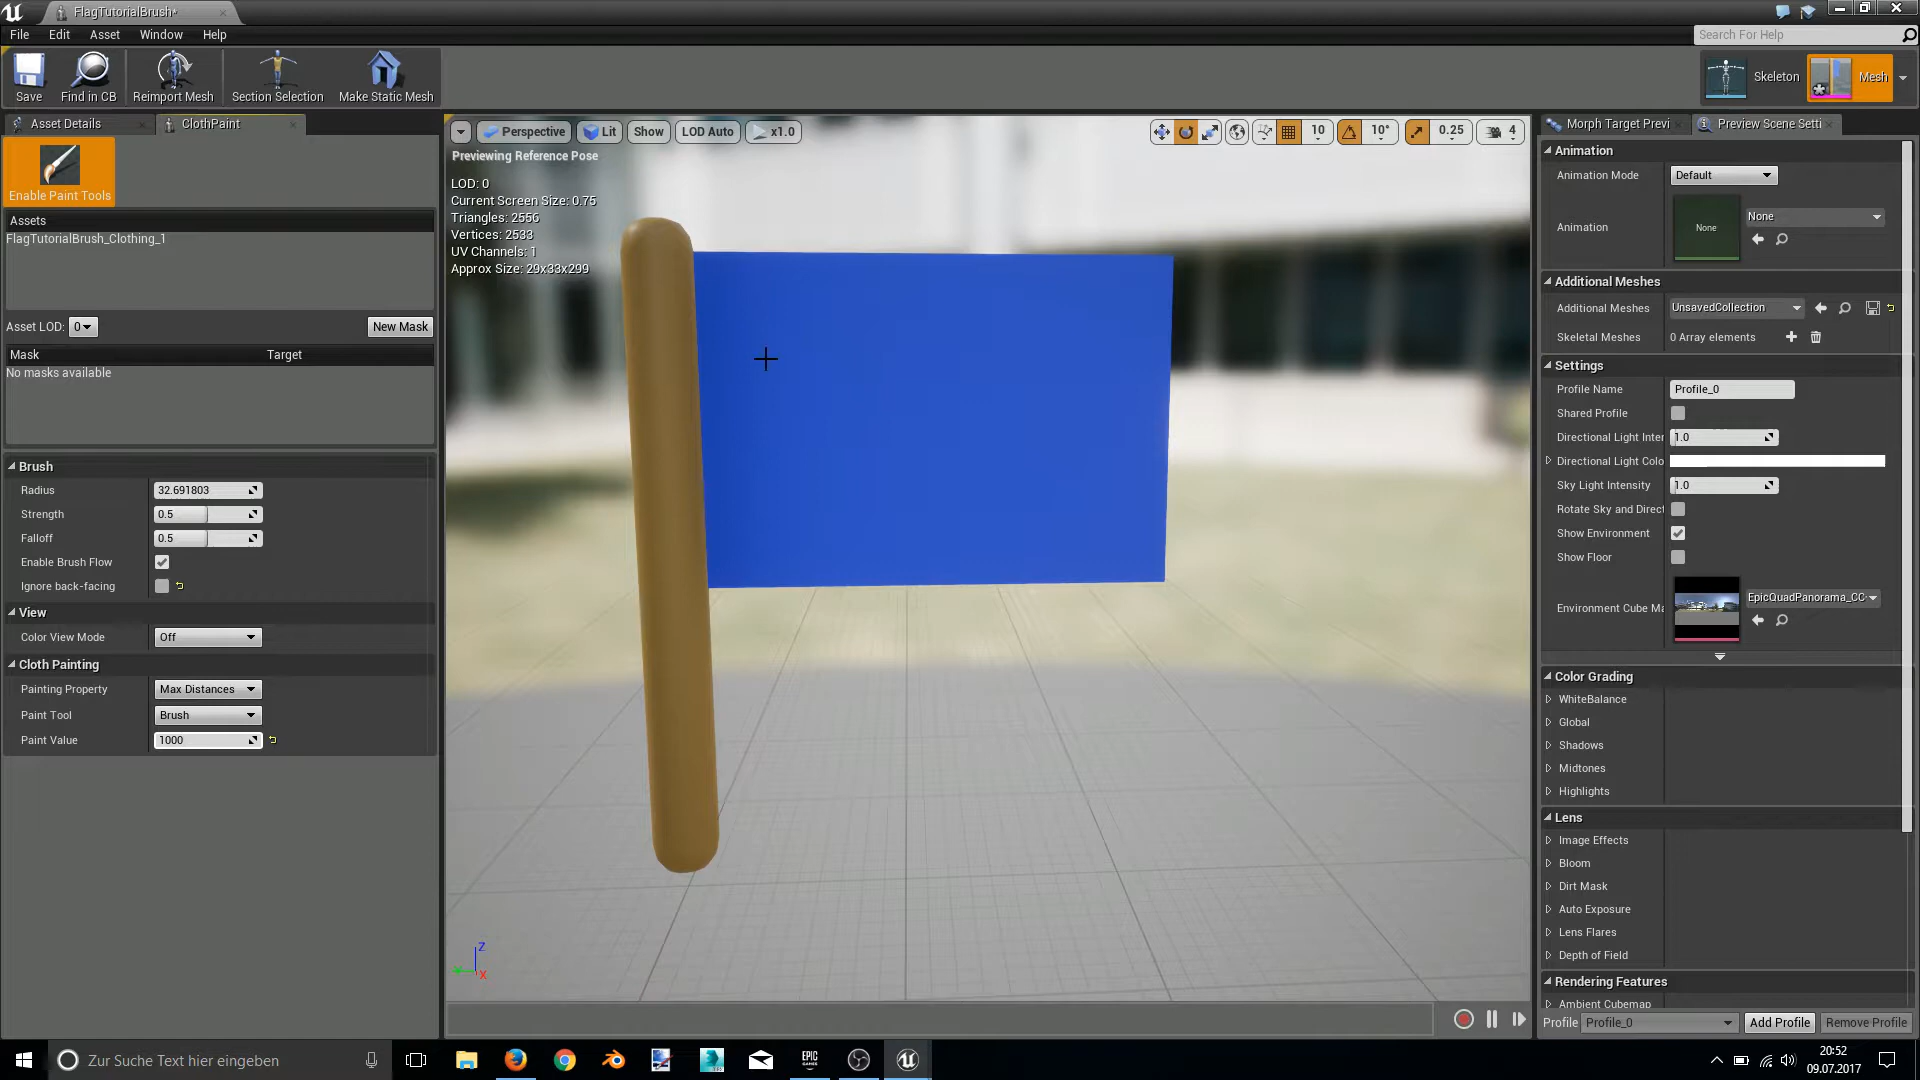 FlagTutorialBrush*
File Edit Asset Window Help
Search For Help
Save Find in CB Reimport Mesh Section Selection Make Static Mesh
Skeleton Mesh
Asset Details ClothPaint
Enable Paint Tools
Assets
FlagTutorialBrush_Clothing_1
Asset LOD: 0 New Mask
Mask Target
No masks available
Brush
Radius 32.691803
Strength 0.5
Falloff 0.5
Enable Brush Flow
Ignore back-facing
View
Color View Mode Off
Cloth Painting
Painting Property Max Distances
Paint Tool Brush
Paint Value 1000
Perspective Lit Show LOD Auto x1.0
10 10° 0.25 4
Previewing Reference Pose
LOD: 0
Current Screen Size: 0.75
Triangles: 2556
Vertices: 2533
UV Channels: 1
Approx Size: 29x33x299
Z
X
Morph Target Previ Preview Scene Setti
Animation
Animation Mode Default
Animation None None
Additional Meshes
Additional Meshes UnsavedCollection
Skeletal Meshes 0 Array elements
Settings
Profile Name Profile_0
Shared Profile
Directional Light Inter 1.0
Directional Light Colo
Sky Light Intensity 1.0
Rotate Sky and Direct
Show Environment
Show Floor
Environment Cube Ma EpicQuadPanorama_CC
Color Grading
WhiteBalance
Global
Shadows
Midtones
Highlights
Lens
Image Effects
Bloom
Dirt Mask
Auto Exposure
Lens Flares
Depth of Field
Rendering Features
Ambient Cubemap
Profile Profile_0 Add Profile Remove Profile
Zur Suche Text hier eingeben
EPIC GAMES
20:52
09.07.2017